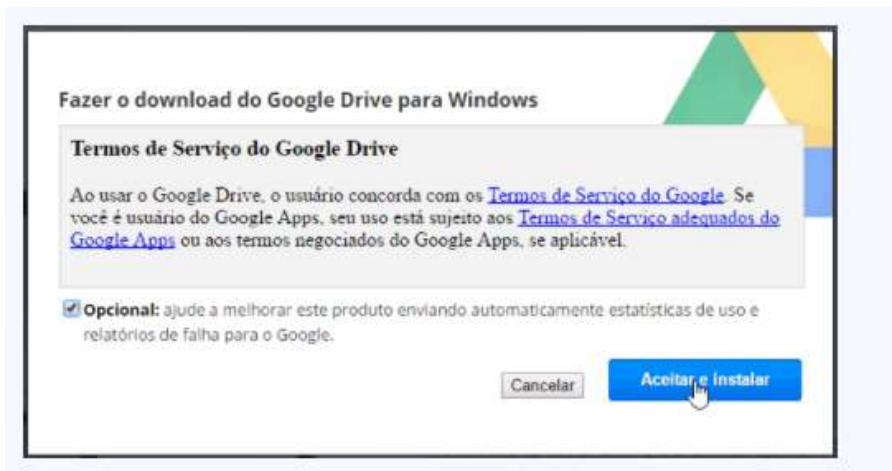 Fazer o download do Google Drive para Windows
Termos de Serviço do Google Drive
Ao usar o Google Drive, o usuário concorda com os Termos de Serviço do Google. Se
você é usuário do Google Apps, seu uso está sujeito aos Termos de Serviço adequados do
Google Apps ou aos termos negociados do Google Apps, se aplicável.
Opcional: ajude a melhorar este produto enviando automaticamente estatísticas de uso e
relatórios de falha para o Google.
Cancelar
Aceitar e instalar